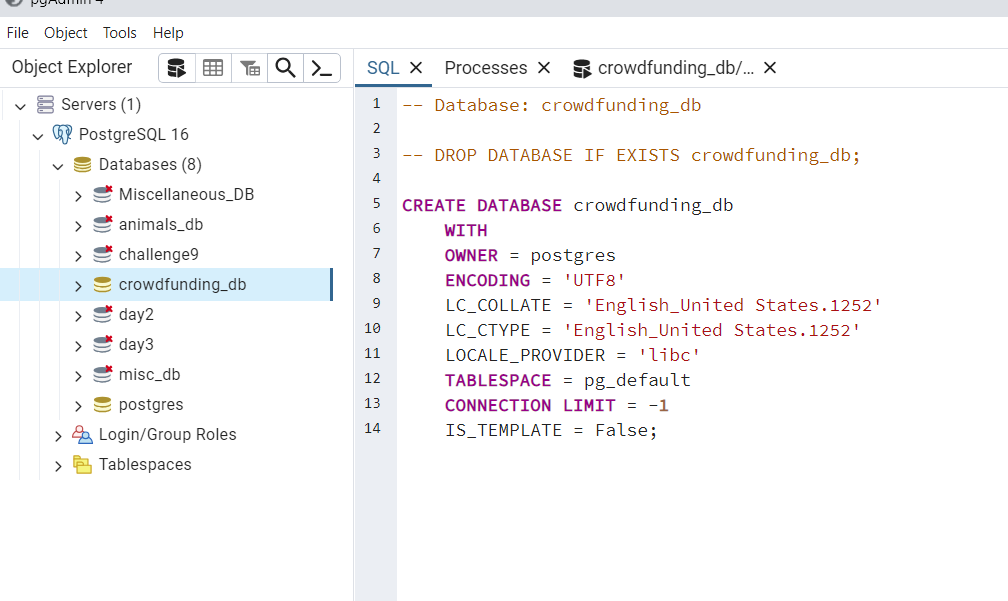 pgAdmin 4
File Object Tools Help
Object Explorer
SQL Processes crowdfunding_db/...
Servers (1)
PostgreSQL 16
Databases (8)
Miscellaneous_DB
animals_db
challenge9
crowdfunding_db
day2
day3
misc_db
postgres
Login/Group Roles
Tablespaces
1 -- Database: crowdfunding_db
2
3 -- DROP DATABASE IF EXISTS crowdfunding_db;
4
5 CREATE DATABASE crowdfunding_db
6 WITH
7 OWNER = postgres
8 ENCODING = 'UTF8'
9 LC_COLLATE = 'English_United States.1252'
10 LC_CTYPE = 'English_United States.1252'
11 LOCALE_PROVIDER = 'libc'
12 TABLESPACE = pg_default
13 CONNECTION LIMIT = -1
14 IS_TEMPLATE = False;